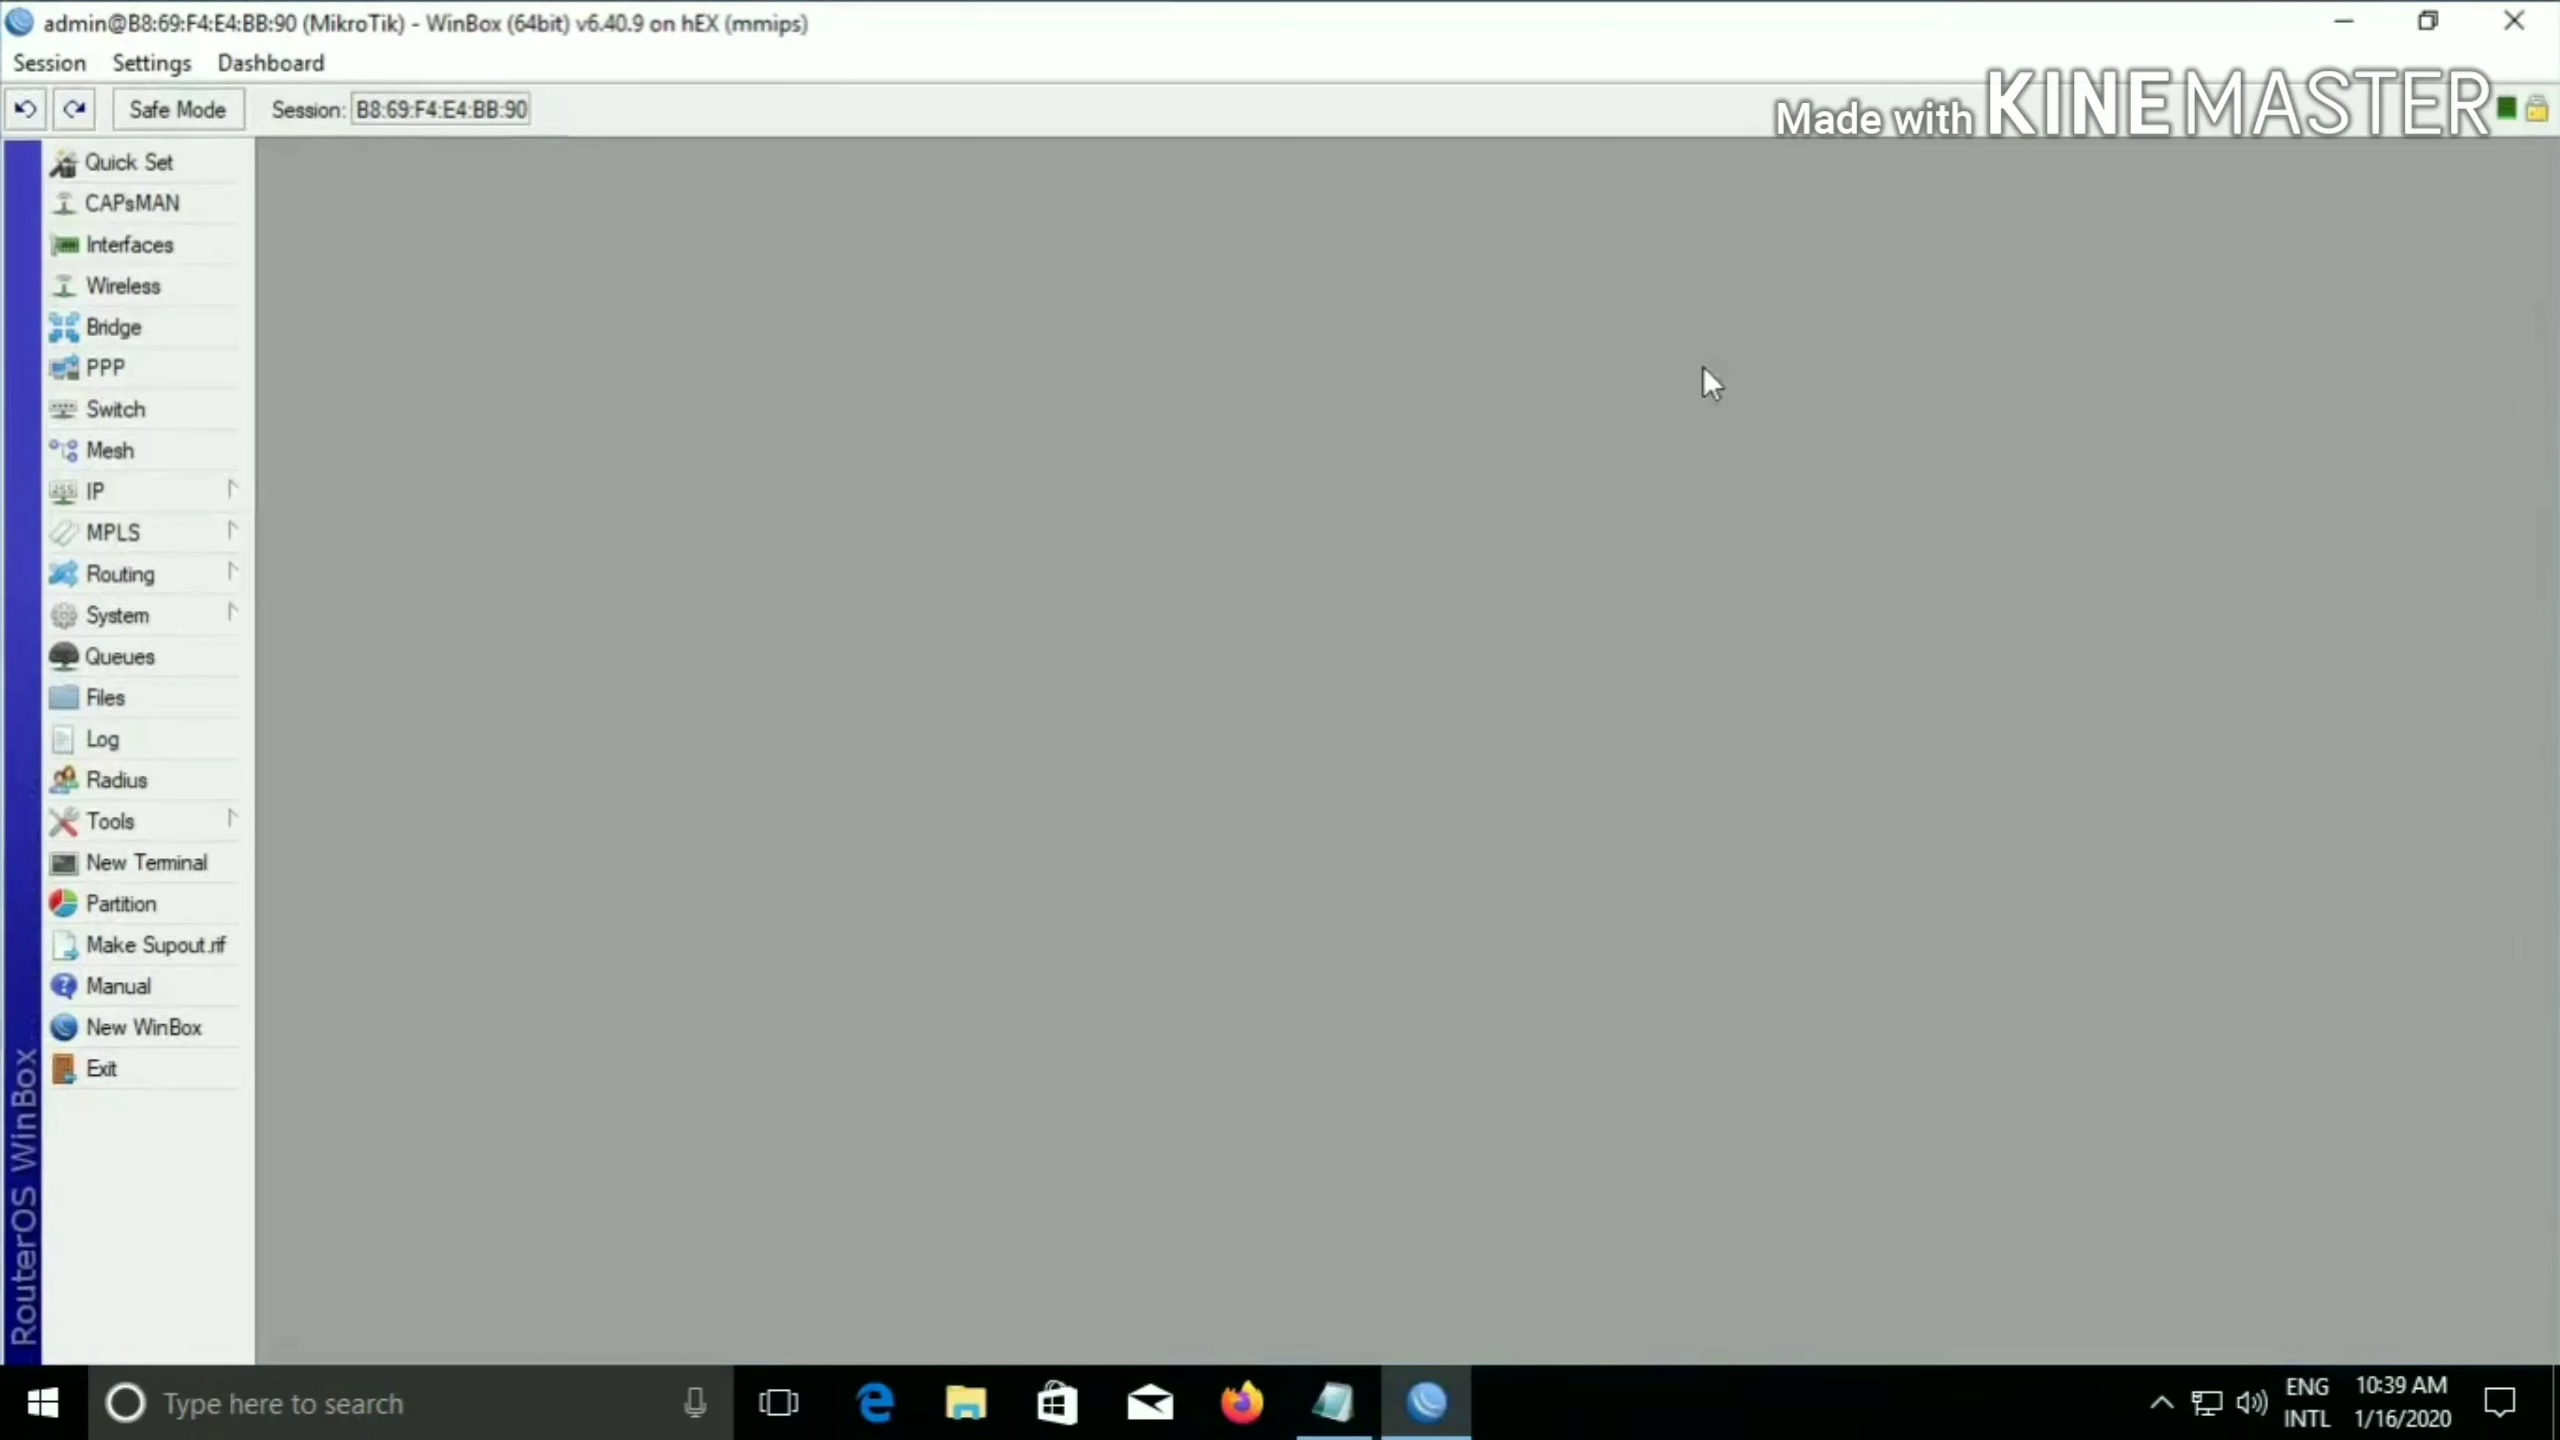 admin@B8:69:F4:E4:BB:90 (MikroTik) - WinBox (64bit) v6.40.9 on hEX (mmips)
Session Settings Dashboard
Safe Mode Session: B8:69:F4:E4:BB:90
Made with KINEMASTER
Quick Set
CAPsMAN
Interfaces
Wireless
Bridge
PPP
Switch
Mesh
255 IP
MPLS
Routing
System
Queues
Files
Log
Radius
Tools
New Terminal
Partition
Make Supout.rif
Manual
New WinBox
Exit
RouterOS WinBox
Type here to search
ENG 10:39 AM
INTL 1/16/2020